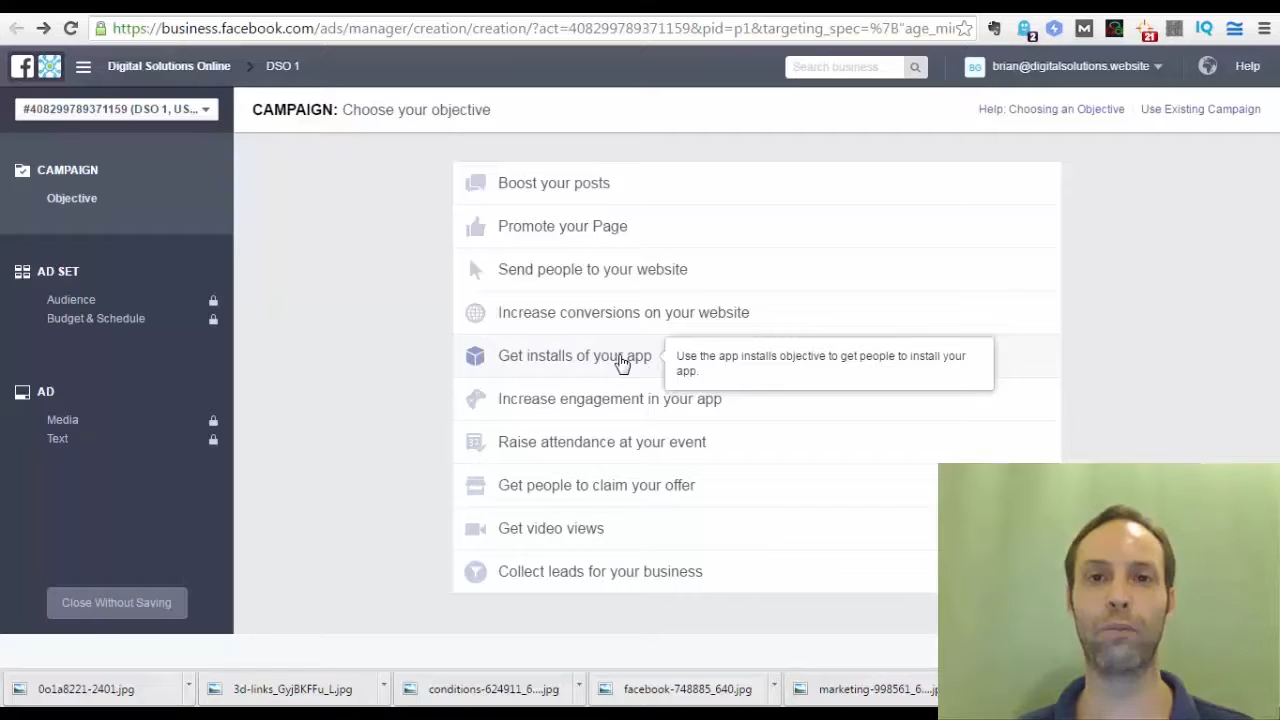 https://business.facebook.com/ads/manager/creation/creation/?act=408299789371159&pid=p1&targeting_spec=%7B"age_mi
2
M
21
IQ
f
Digital Solutions Online
DSO 1
Search business
BG
brian@digitalsolutions.website
Help
#408299789371159 (DSO 1, US...
CAMPAIGN: Choose your objective
Help: Choosing an Objective
Use Existing Campaign
CAMPAIGN
Objective
AD SET
Audience
Budget & Schedule
AD
Media
Text
Close Without Saving
Boost your posts
Promote your Page
Send people to your website
Increase conversions on your website
Get installs of your app
Use the app installs objective to get people to install your
app.
Increase engagement in your app
Raise attendance at your event
Get people to claim your offer
Get video views
Collect leads for your business
0o1a8221-2401.jpg
3d-links_GyjBKFFu_L.jpg
conditions-624911_6....jpg
facebook-748885_640.jpg
marketing-998561_6....jp